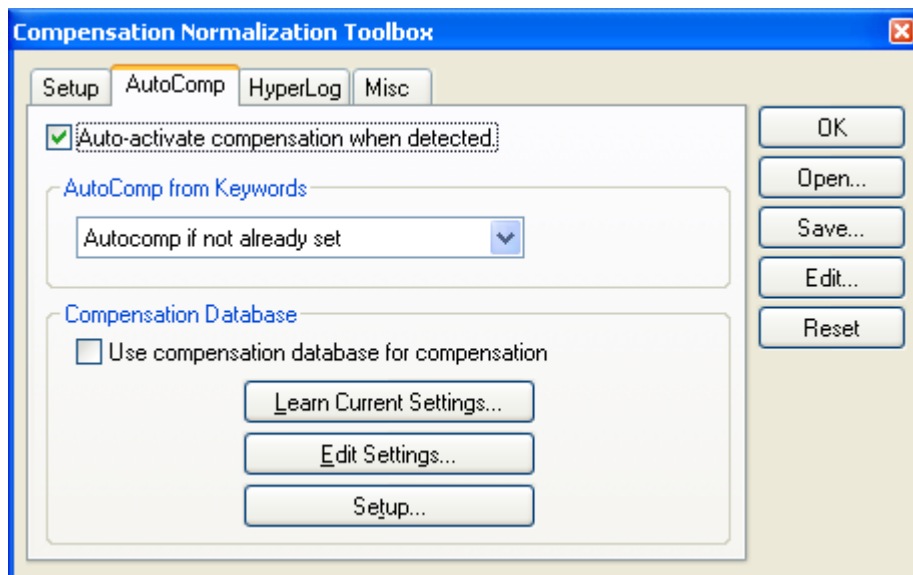 Compensation Normalization Toolbox
Setup AutoComp HyperLog Misc
Auto-activate compensation when detected.
AutoComp from Keywords
Autocomp if not already set
Compensation Database
Use compensation database for compensation
Learn Current Settings...
Edit Settings...
Setup...
OK
Open...
Save...
Edit...
Reset